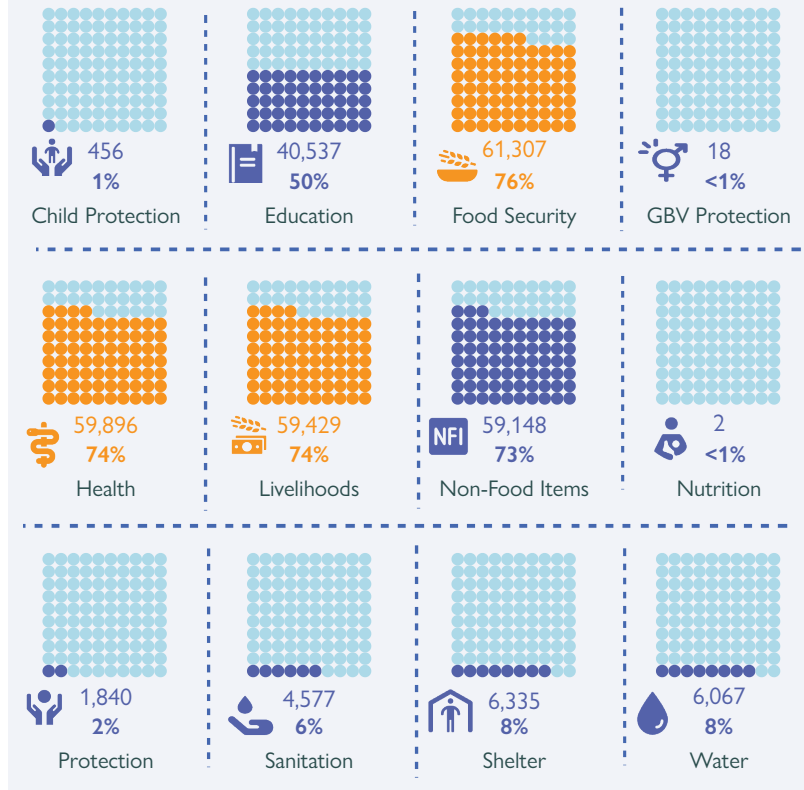 456
1%
Child Protection
40,537
50%
Education
61,307
76%
Food Security
18
<1%
GBV Protection
59,896
74%
Health
59,429
74%
Livelihoods
NFI
59,148
73%
Non-Food Items
2
<1%
Nutrition
1,840
2%
Protection
4,577
6%
Sanitation
6,335
8%
Shelter
6,067
8%
Water